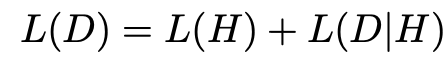 L(D) = L(H) + L(D|H)